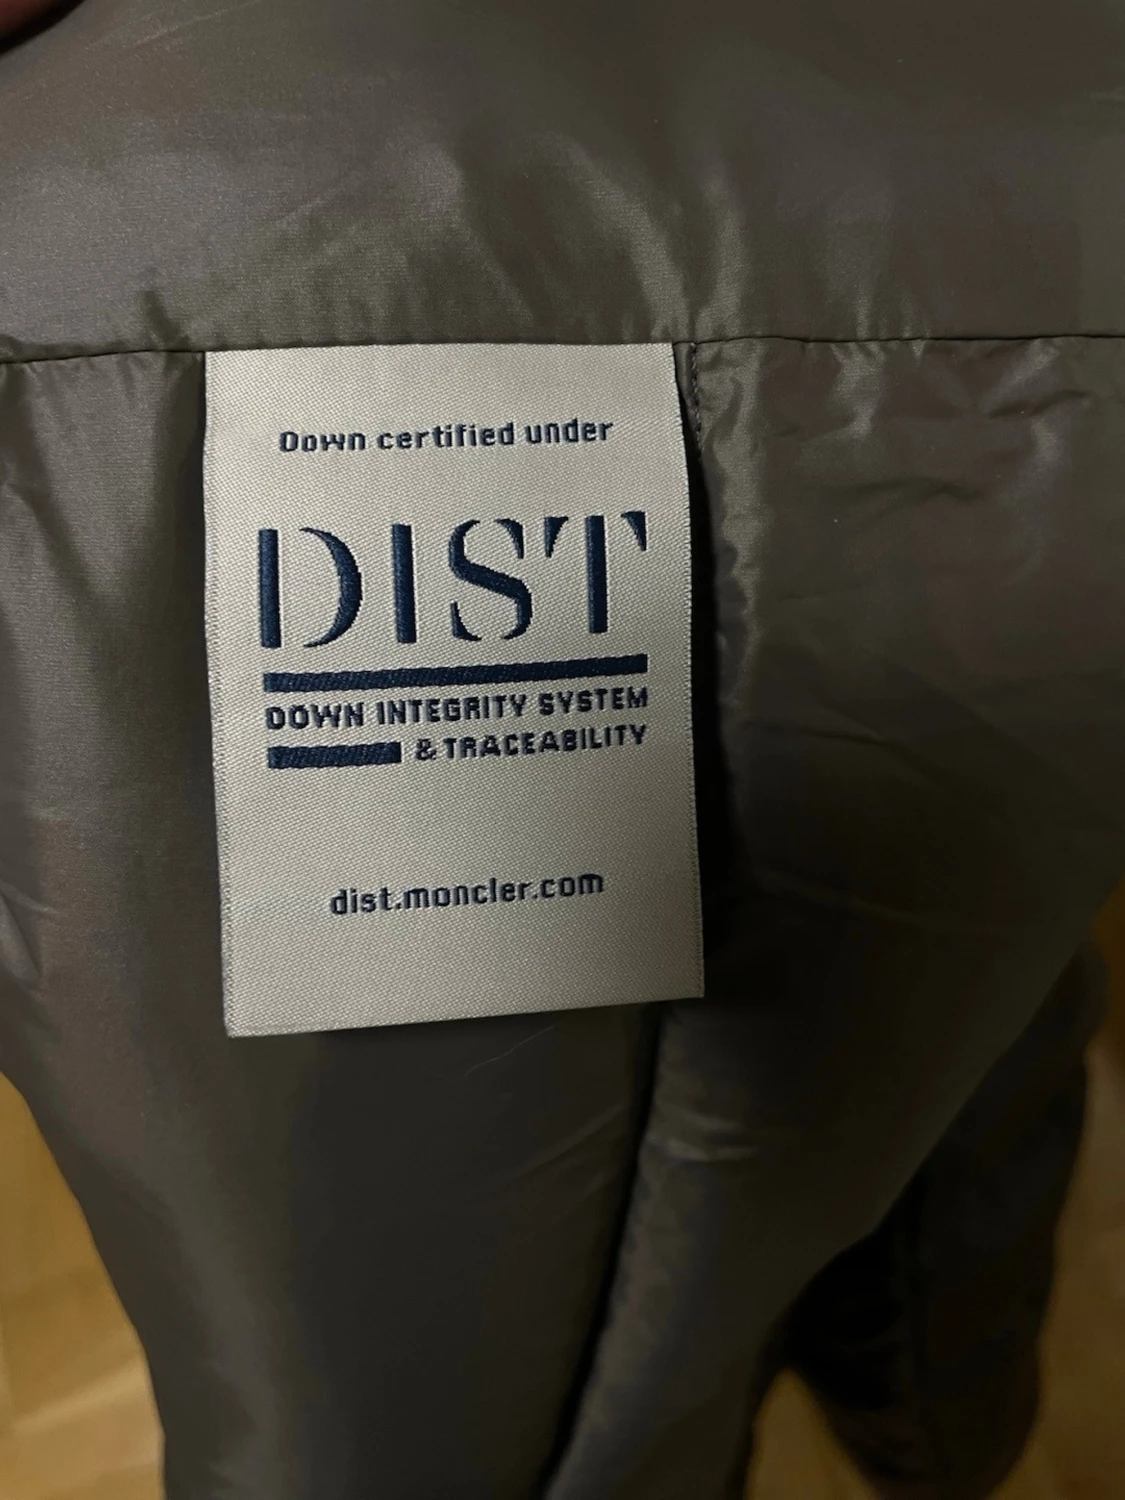 Down certified under
DIST
DOWN INTEGRITY SYSTEM
& TRACEABILITY
dist.moncler.com